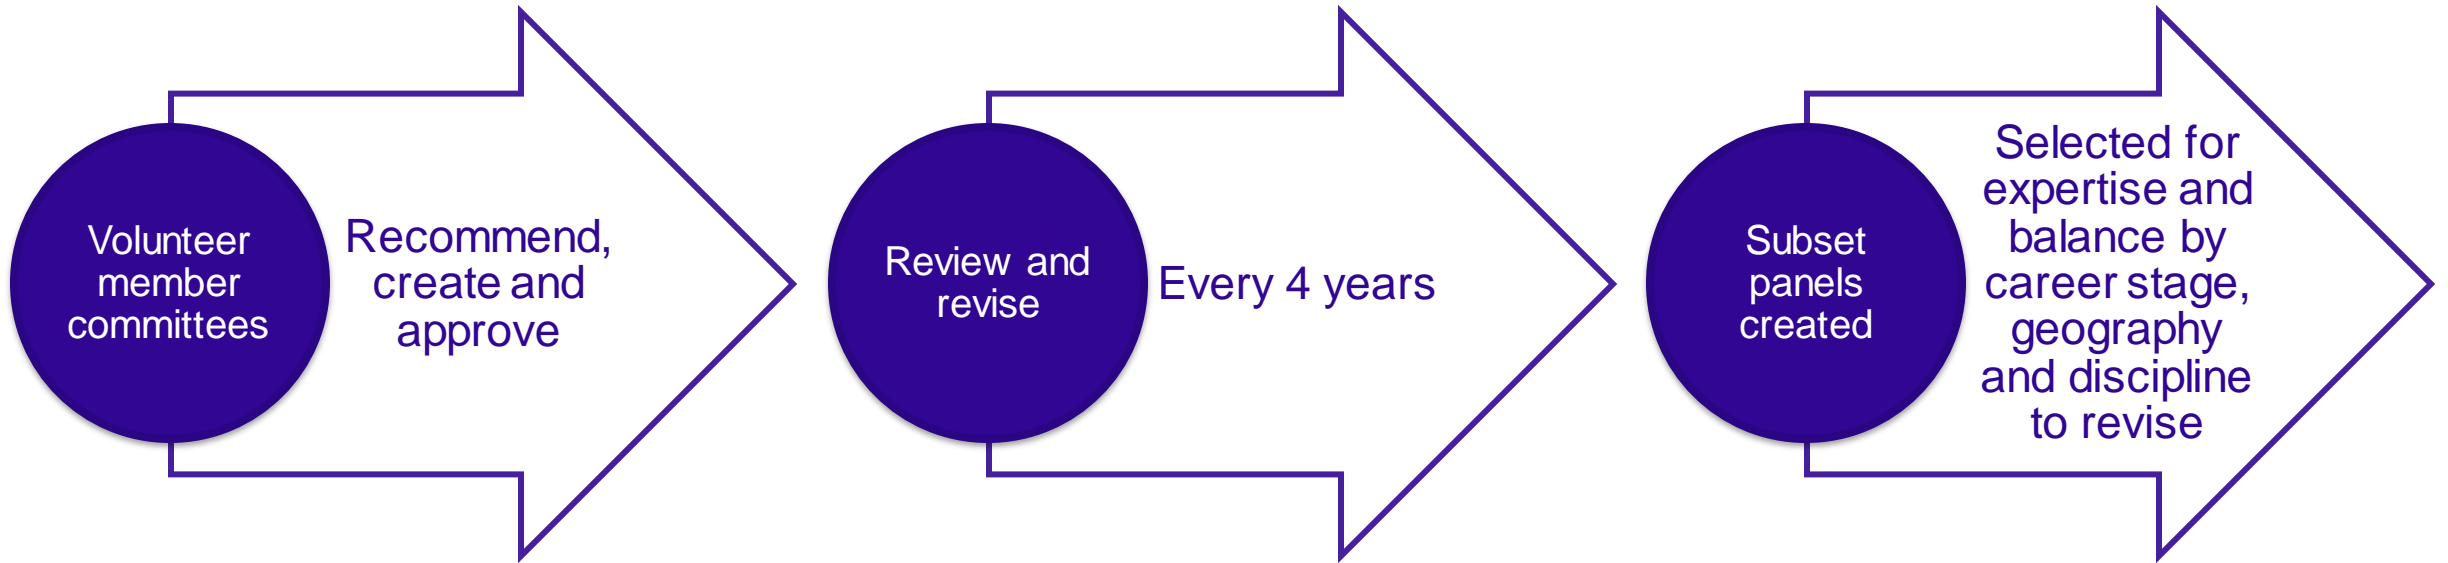 Volunteer
member
committees
Recommend,
create and
approve
Review and
revise
Every 4 years
Subset
panels
created
Selected for
expertise and
balance by
career stage,
geography
and discipline
to revise